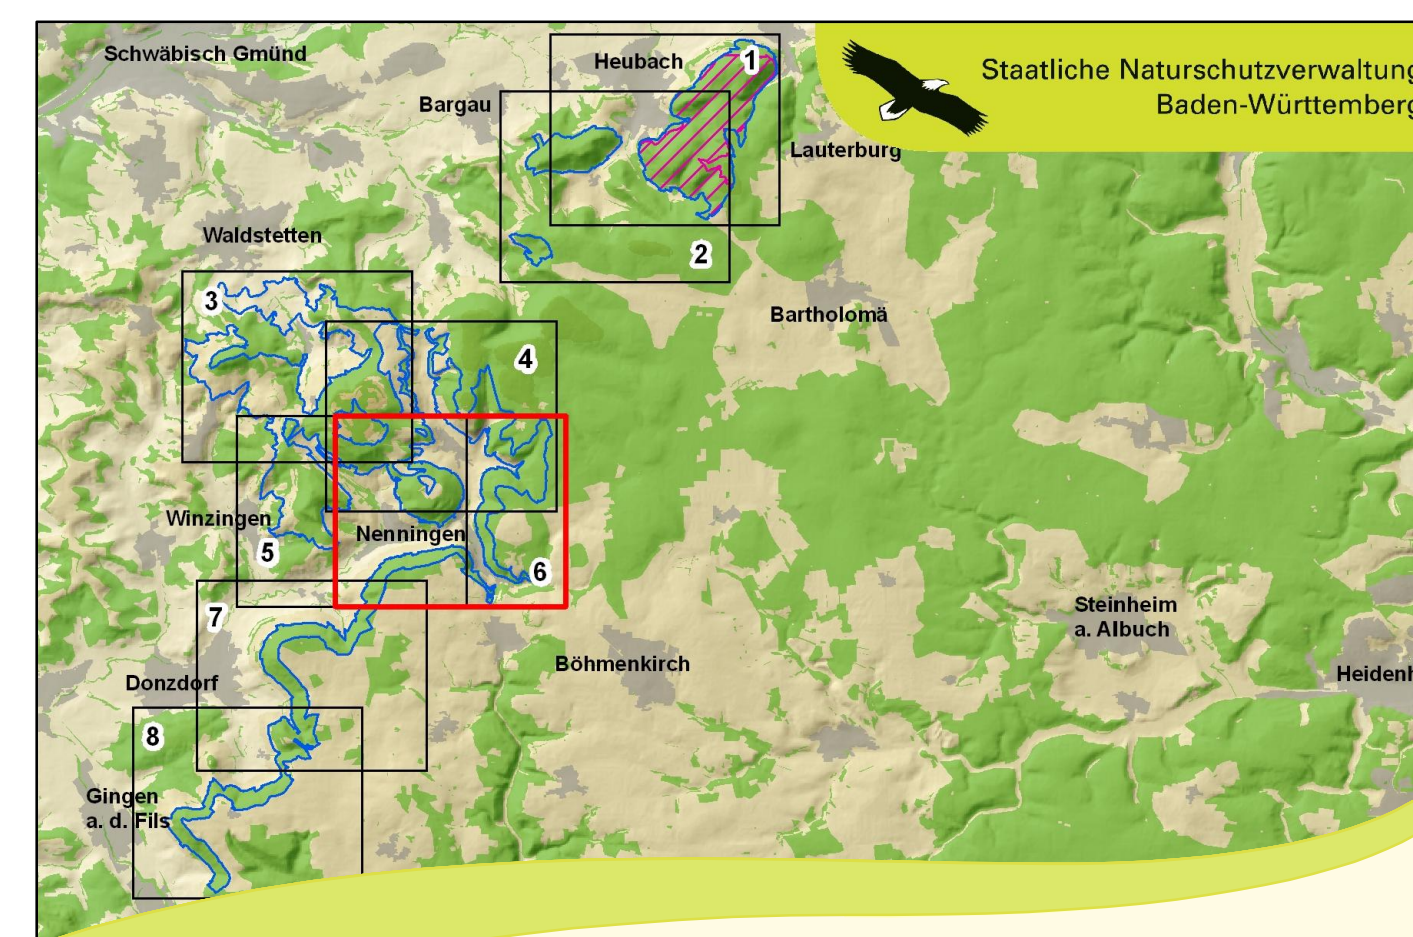 Schwäbisch Gmünd
Heubach
1
Staatliche Naturschutzverwaltung
Baden-Württemberg
Bargau
Lauterburg
Waldstetten
2
3
Bartholomä
4
Winzingen
Nenningen
5
6
Steinheim
a. Albuch
7
Böhmenkirch
Heidenh
Donzdorf
8
Gingen
a. d. Fils